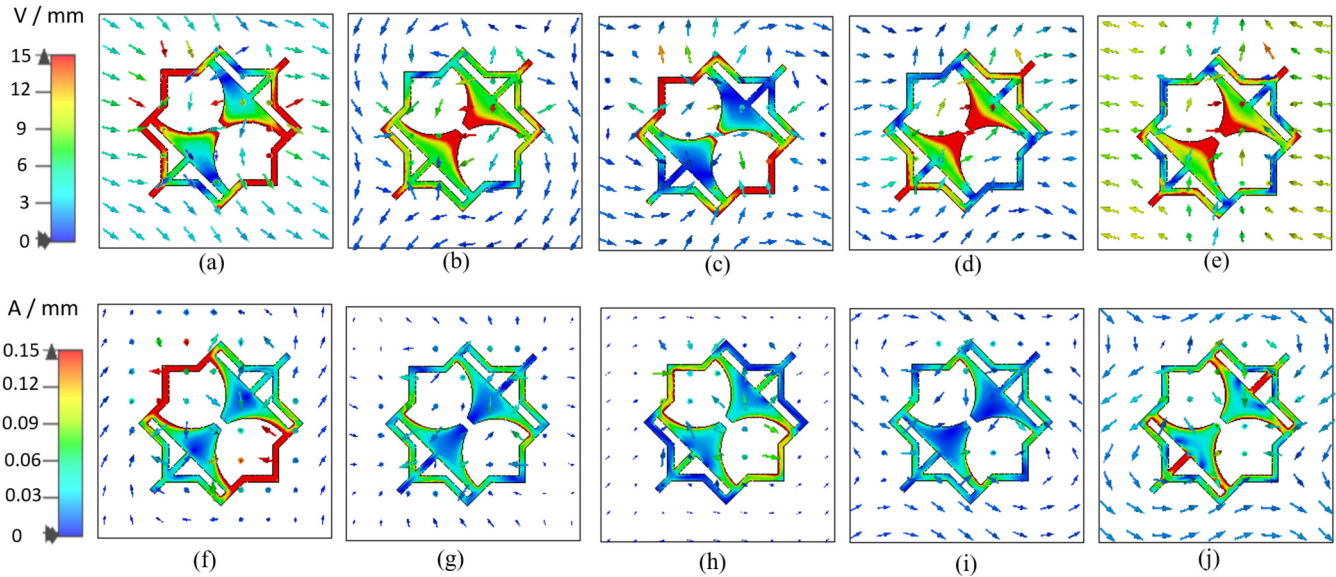 V / mm
15
12
9
6
3
0
(a)
(b)
(c)
(d)
(e)
A / mm
0.15
0.12
0.09
0.06
0.03
0
(f)
(g)
(h)
(i)
(j)